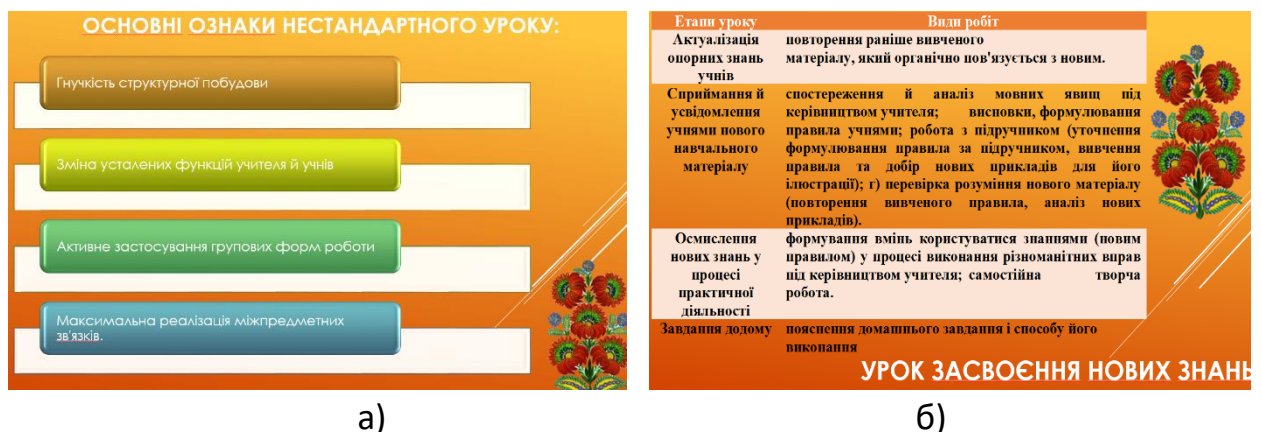 ОСНОВНІ ОЗНАКИ НЕСТАНДАРТНОГО УРОКУ:
Гнучкість структурної побудови
Зміна усталених функцій учителя й учнів
Активне застосування групових форм роботи
Максимальна реалізація міжпредметних
зв'язків.
а)
Етапи уроку Види робіт
Актуалізація
опорних знань
учнів
повторення раніше вивченого
матеріалу, який органічно пов'язується з новим.
Сприймання й
усвідомлення
учнями нового
навчального
матеріалу
спостереження й аналіз мовних явищ під
керівництвом учителя; висновки, формулювання
правила учнями; робота з підручником (уточнення
формулювання правила за підручником, вивчення
правила та добір нових прикладів для його
ілюстрації); г) перевірка розуміння нового матеріалу
(повторення вивченого правила, аналіз нових
прикладів).
Осмислення
нових знань у
процесі
практичної
діяльності
формування вмінь користуватися знаннями (новим
правилом) у процесі виконання різноманітних вправ
під керівництвом учителя; самостійна творча
робота.
Завдання додому
пояснення домашнього завдання і способу його
виконання
УРОК ЗАСВОЄННЯ НОВИХ ЗНАНЬ
б)